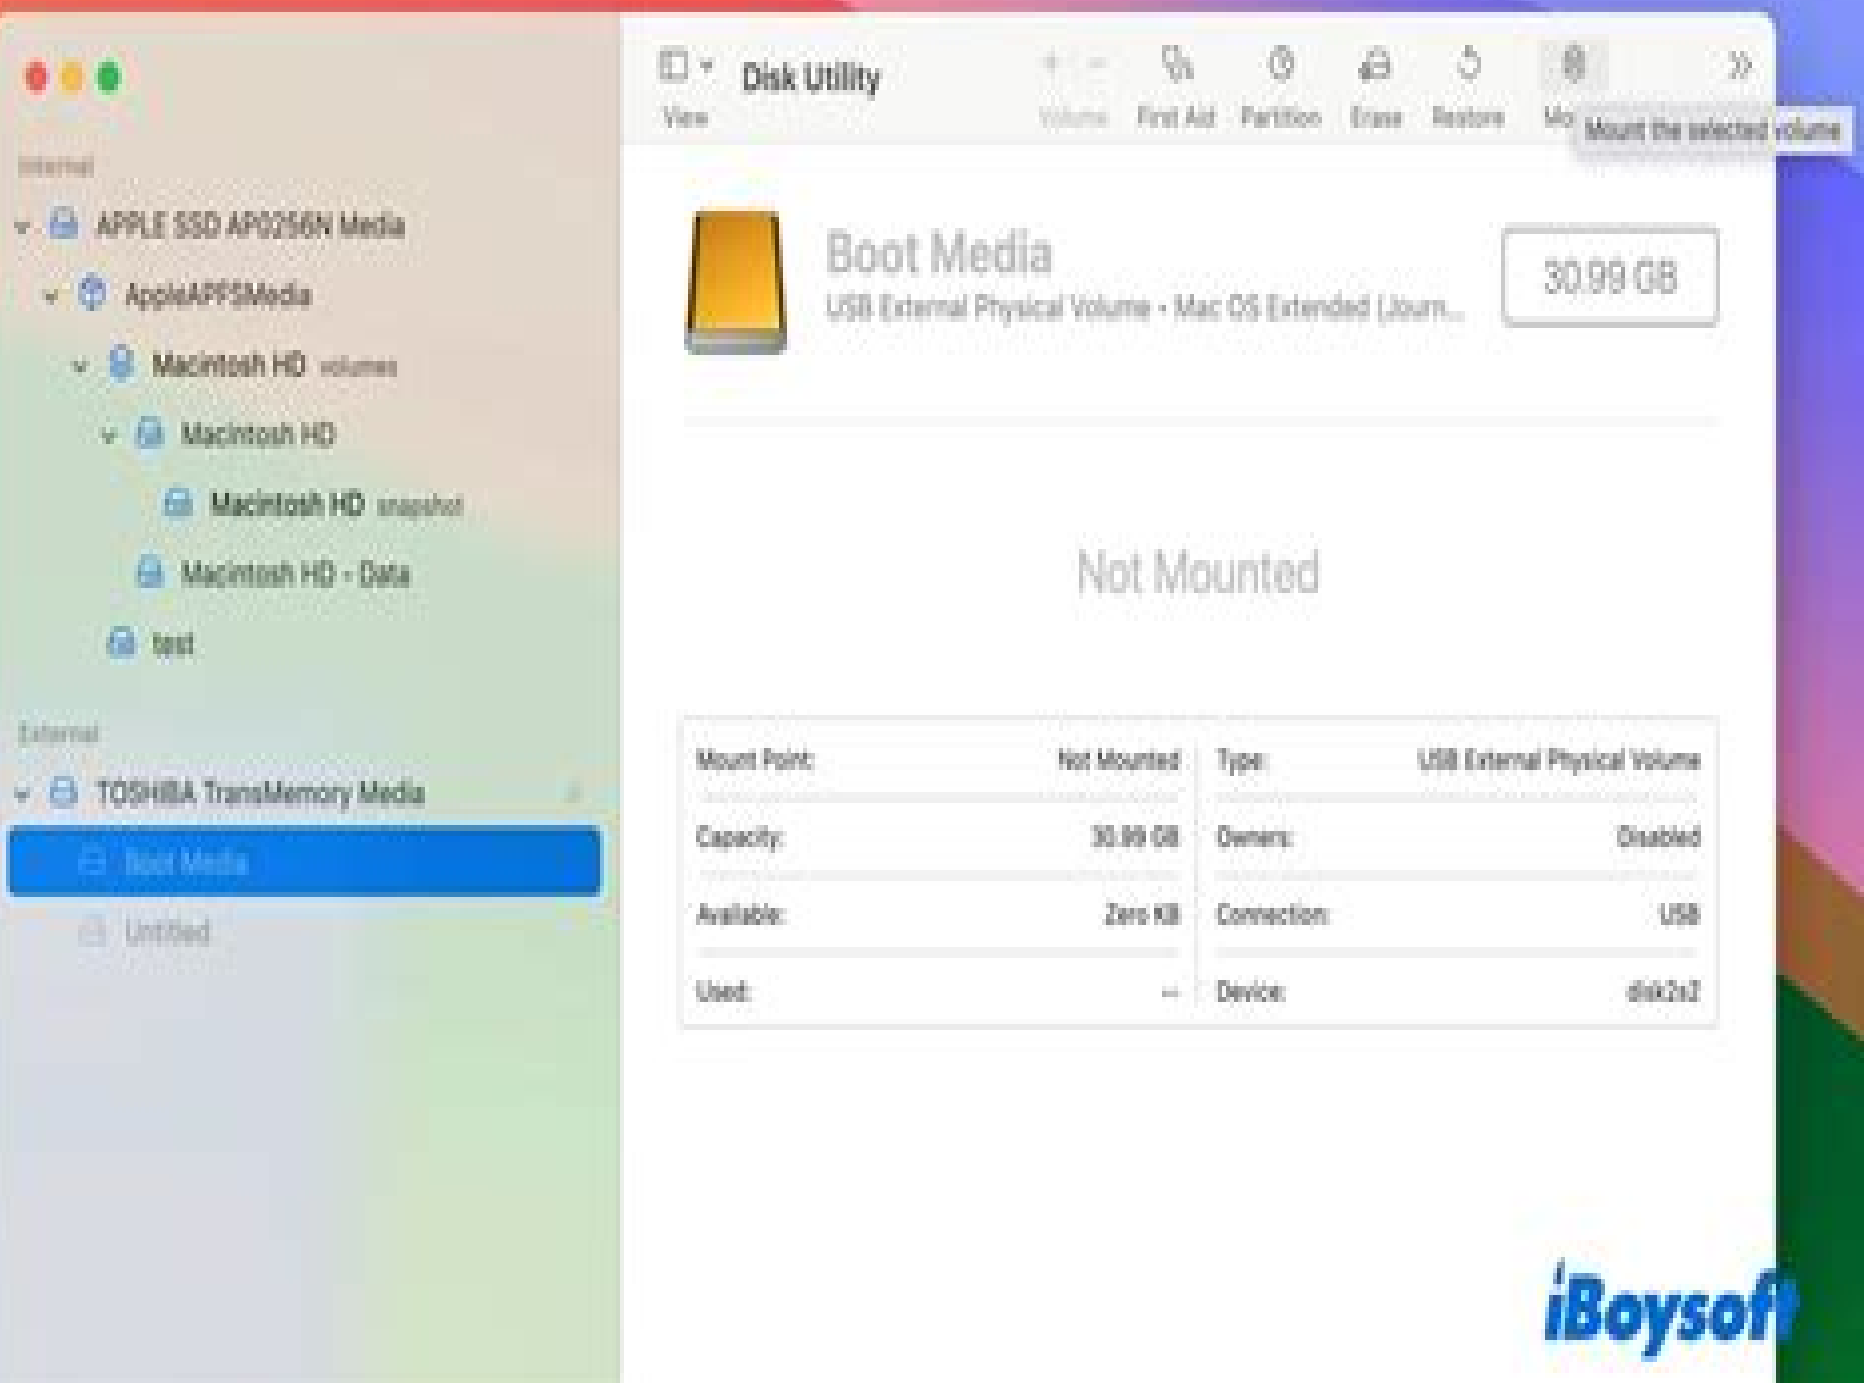 Disk Utility
View
Volume
First Aid
Partition
Erase
Restore
Mo
Mount the selected volume
Internal
APPLE SSD AP0256N Media
AppleAPFSMedia
Macintosh HD volumes
Macintosh HD
Macintosh HD snapshot
Macintosh HD - Data
test
External
TOSHIBA TransMemory Media
Boot Media
Untitled
Boot Media
USB External Physical Volume • Mac OS Extended (Journ...
30.99 GB
Not Mounted
Mount Point: Not Mounted
Type: USB External Physical Volume
Capacity: 30.99 GB
Owners: Disabled
Available: Zero KB
Connection: USB
Used: --
Device: disk2s2
iBoysoft